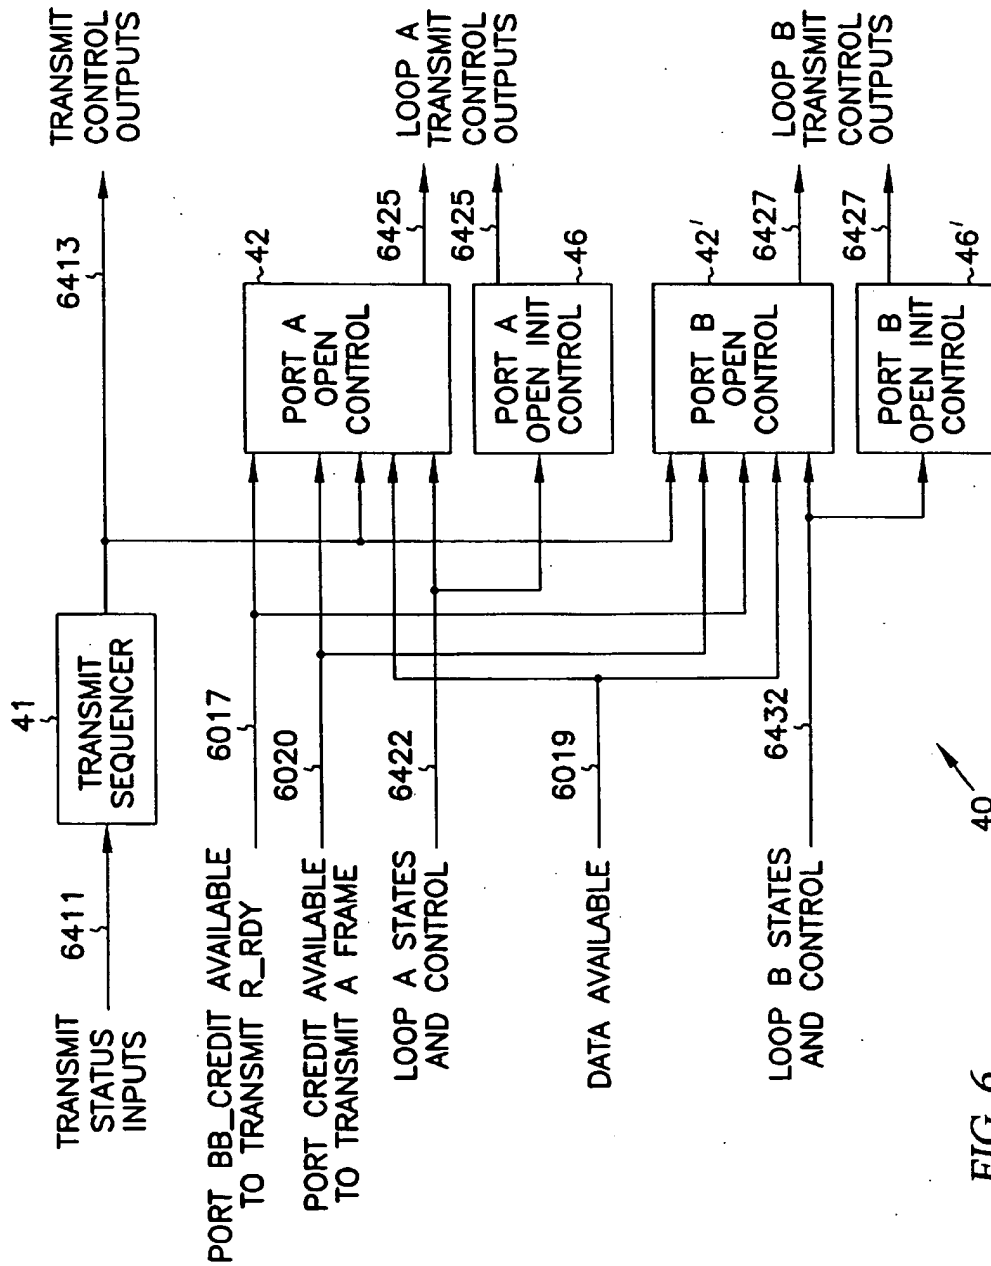 TRANSMIT
STATUS
INPUTS
6411
41
TRANSMIT
SEQUENCER
6413
TRANSMIT
CONTROL
OUTPUTS
PORT BB_CREDIT AVAILABLE
TO TRANSMIT R_RDY
6017
PORT CREDIT AVAILABLE
TO TRANSMIT A FRAME
6020
LOOP A STATES
AND CONTROL
6422
DATA AVAILABLE
6019
LOOP B STATES
AND CONTROL
6432
42
PORT A
OPEN
CONTROL
6425
6425
LOOP A
TRANSMIT
CONTROL
OUTPUTS
46
PORT A
OPEN INIT
CONTROL
42'
PORT B
OPEN
CONTROL
6427
6427
LOOP B
TRANSMIT
CONTROL
OUTPUTS
46'
PORT B
OPEN INIT
CONTROL
40
FIG. 6